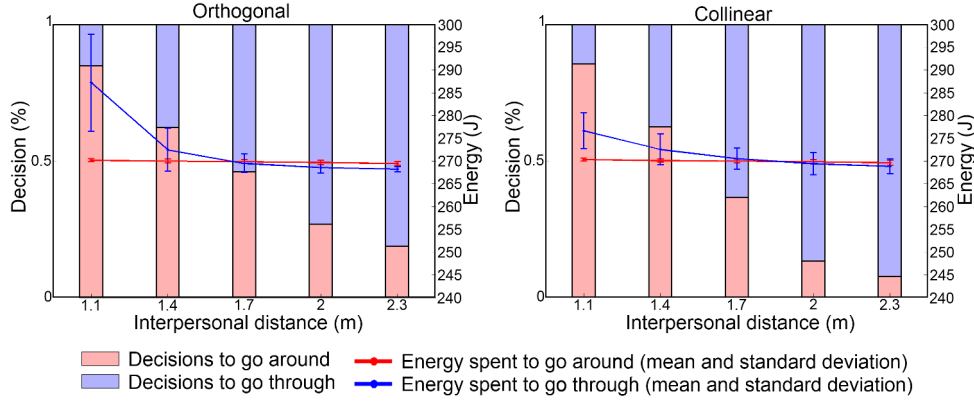 Orthogonal
1
0.5
0
Decision (%)
300
295
290
285
280
275
270
265
260
255
250
245
240
Energy (J)
1.1 1.4 1.7 2 2.3
Interpersonal distance (m)
Collinear
1
0.5
0
Decision (%)
300
295
290
285
280
275
270
265
260
255
250
245
240
Energy (J)
1.1 1.4 1.7 2 2.3
Interpersonal distance (m)
Decisions to go around
Decisions to go through
Energy spent to go around (mean and standard deviation)
Energy spent to go through (mean and standard deviation)